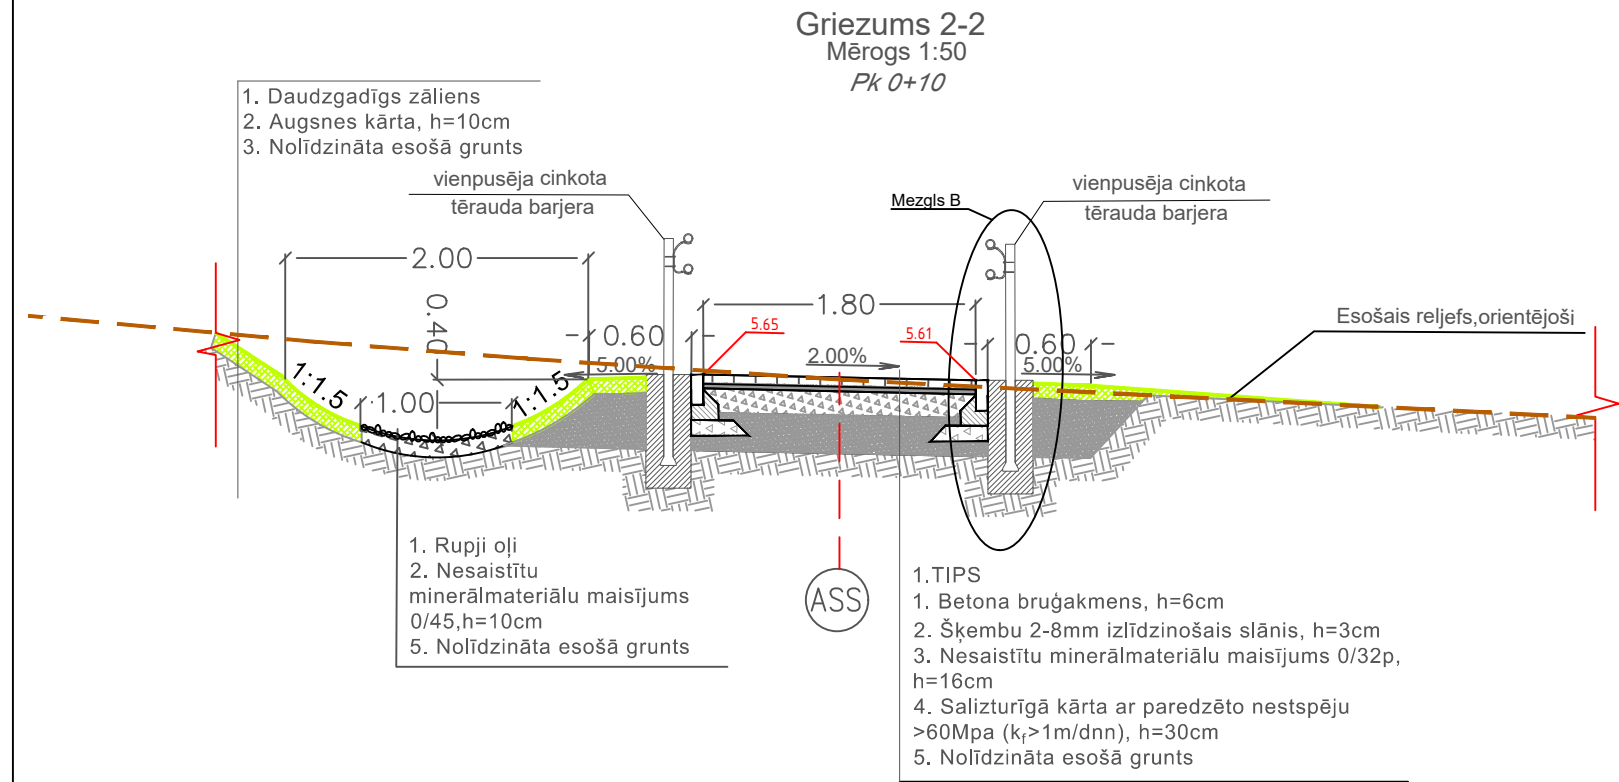 Griezums 2-2
Mērogs 1:50
Pk 0+10
1. Daudzgadīgs zāliens
2. Augsnes kārta, h=10cm
3. Nolīdzināta esošā grunts
vienpusēja cinkota
tērauda barjera
Mezgls B
vienpusēja cinkota
tērauda barjera
2.00
0.40
1.80
0.60
5.65
5.61
0.60
Esošais reljefs,orientējoši
5.00%
2.00%
5.00%
1:1.5
1.00
1:1.5
1. Rupji oļi
2. Nesaistītu
minerālmateriālu maisījums
0/45,h=10cm
5. Nolīdzināta esošā grunts
ASS
1.TIPS
1. Betona bruģakmens, h=6cm
2. Šķembu 2-8mm izlīdzinošais slānis, h=3cm
3. Nesaistītu minerālmateriālu maisījums 0/32p,
h=16cm
4. Salizturīgā kārta ar paredzēto nestspēju
>60Mpa (kf>1m/dnn), h=30cm
5. Nolīdzināta esošā grunts